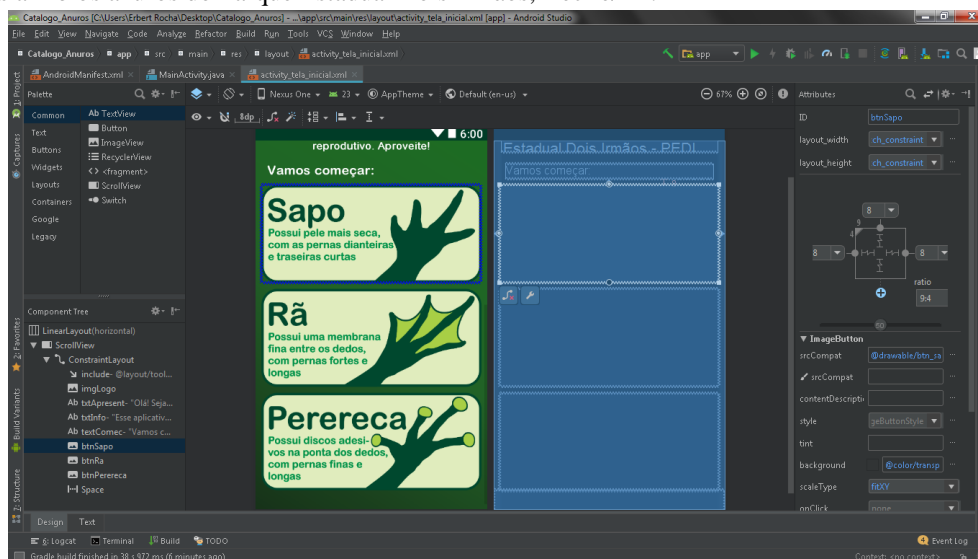 Catalogo_Anuros [C:\Users\Erbert Rocha\Desktop\Catalogo_Anuros] - ...\app\src\main\res\layout\activity_tela_inicial.xml [app] - Android Studio
File Edit View Navigate Code Analyze Refactor Build Run Tools VCS Window Help
Catalogo_Anuros app src main res layout activity_tela_inicial.xml app
AndroidManifest.xml MainActivity.java activity_tela_inicial.xml
1: Project
Captures
2: Favorites
Build Variants
Z: Structure
Palette
Common
Text
Buttons
Widgets
Layouts
Containers
Google
Legacy
Ab TextView
Button
ImageView
RecyclerView
<> <fragment>
ScrollView
Switch
Component Tree
LinearLayout(horizontal)
ScrollView
ConstraintLayout
include- @layout/tool...
imgLogo
Ab txtApresent- "Olá! Seja...
Ab txtInfo- "Esse aplicativ...
Ab textComec- "Vamos c...
btnSapo
btnRa
btnPerereca
Space
Nexus One 23 AppTheme Default (en-us) 67%
8dp
6:00
reprodutivo. Aproveite!
Vamos começar:
Sapo
Possui pele mais seca,
com as pernas dianteiras
e traseiras curtas
Rã
Possui uma membrana
fina entre os dedos,
com pernas fortes e
longas
Perereca
Possui discos adesi-
vos na ponta dos dedos,
com pernas finas e
longas
Estadual Dois Irmãos - PEDI
Vamos começar:
Attributes
ID btnSapo
layout_width ch_constraint
layout_height ch_constraint
8
9
4
8 8
ratio
9:4
50
ImageButton
srcCompat @drawable/btn_sa
srcCompat
contentDescripti
style geButtonStyle
tint
background @color/transp
scaleType fitXY
onClick none
Design Text
6: Logcat Terminal Build TODO Event Log
Gradle build finished in 38 s 972 ms (6 minutes ago) Context: <no context>